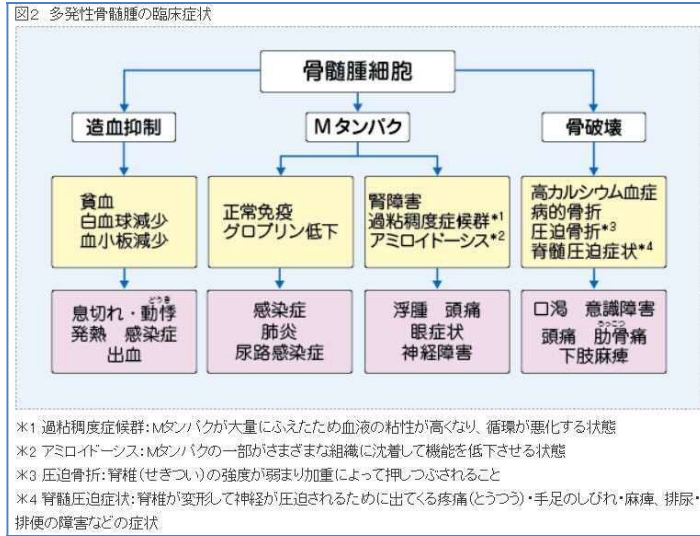 図2 多発性骨髄腫の臨床症状
骨髄腫細胞
造血抑制
Mタンパク
骨破壊
貧血
白血球減少
血小板減少
正常免疫
グロブリン低下
腎障害
過粘稠度症候群*1
アミロイドーシス*2
高カルシウム血症
病的骨折
圧迫骨折*3
脊髄圧迫症状*4
どうき
息切れ・動悸
発熱 感染症
出血
感染症
肺炎
尿路感染症
浮腫 頭痛
眼症状
神経障害
口渇 意識障害
ろっこつ
頭痛 肋骨痛
下肢麻痺
*1 過粘稠度症候群:Mタンパクが大量にふえたため血液の粘性が高くなり、循環が悪化する状態
*2 アミロイドーシス:Mタンパクの一部がさまざまな組織に沈着して機能を低下させる状態
*3 圧迫骨折:脊椎(せきつい)の強度が弱まり加重によって押しつぶされること
*4 脊髄圧迫症状:脊椎が変形して神経が圧迫されるために出てくる疼痛(とうつう)・手足のしびれ・麻痺、排尿・
排便の障害などの症状